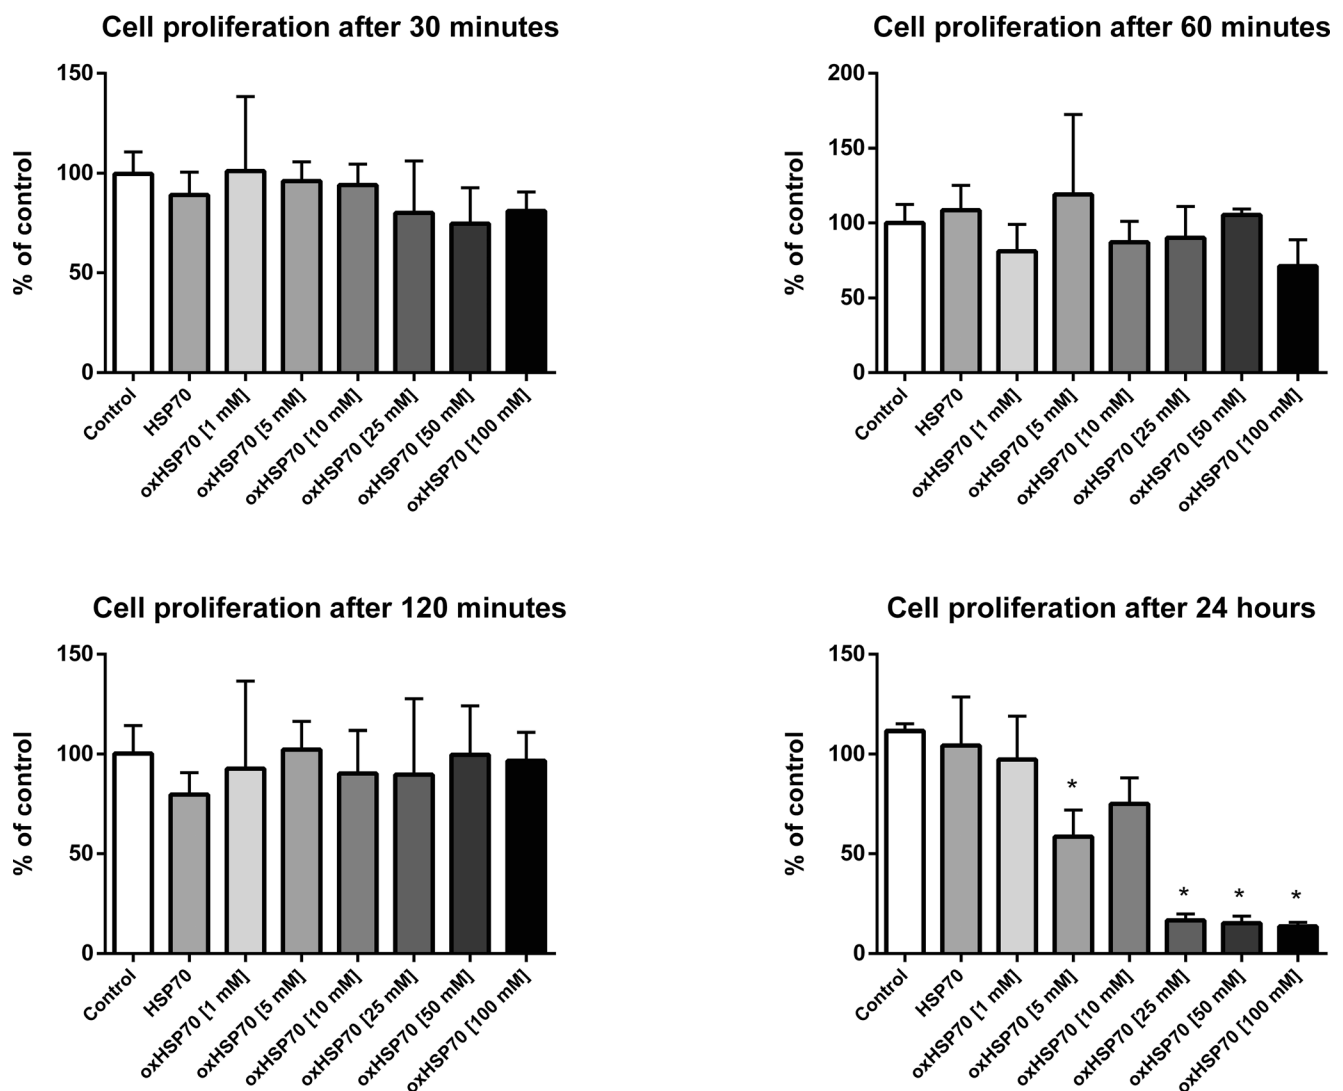 Cell proliferation after 30 minutes
% of control
150
100
50
0
Control
HSP70
oxHSP70 [1 mM]
oxHSP70 [5 mM]
oxHSP70 [10 mM]
oxHSP70 [25 mM]
oxHSP70 [50 mM]
oxHSP70 [100 mM]
Cell proliferation after 60 minutes
% of control
200
150
100
50
0
Control
HSP70
oxHSP70 [1 mM]
oxHSP70 [5 mM]
oxHSP70 [10 mM]
oxHSP70 [25 mM]
oxHSP70 [50 mM]
oxHSP70 [100 mM]
Cell proliferation after 120 minutes
% of control
150
100
50
0
Control
HSP70
oxHSP70 [1 mM]
oxHSP70 [5 mM]
oxHSP70 [10 mM]
oxHSP70 [25 mM]
oxHSP70 [50 mM]
oxHSP70 [100 mM]
Cell proliferation after 24 hours
% of control
150
100
50
0
*
*
*
*
Control
HSP70
oxHSP70 [1 mM]
oxHSP70 [5 mM]
oxHSP70 [10 mM]
oxHSP70 [25 mM]
oxHSP70 [50 mM]
oxHSP70 [100 mM]